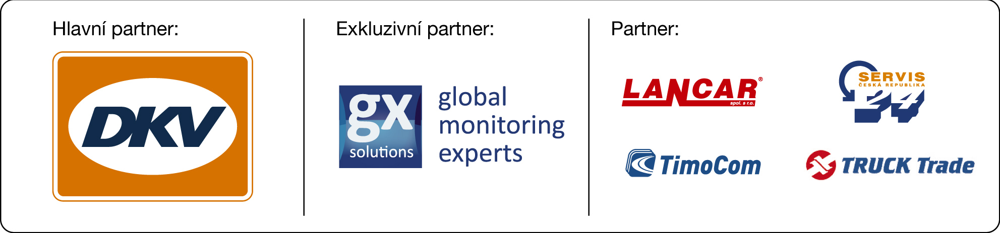 Hlavní partner:
DKV
Exkluzivní partner:
gx
solutions
global
monitoring
experts
Partner:
LANCAR®
spol. s r.o.
SERVIS
ČESKÁ REPUBLIKA
24
TimoCom
TRUCK Trade